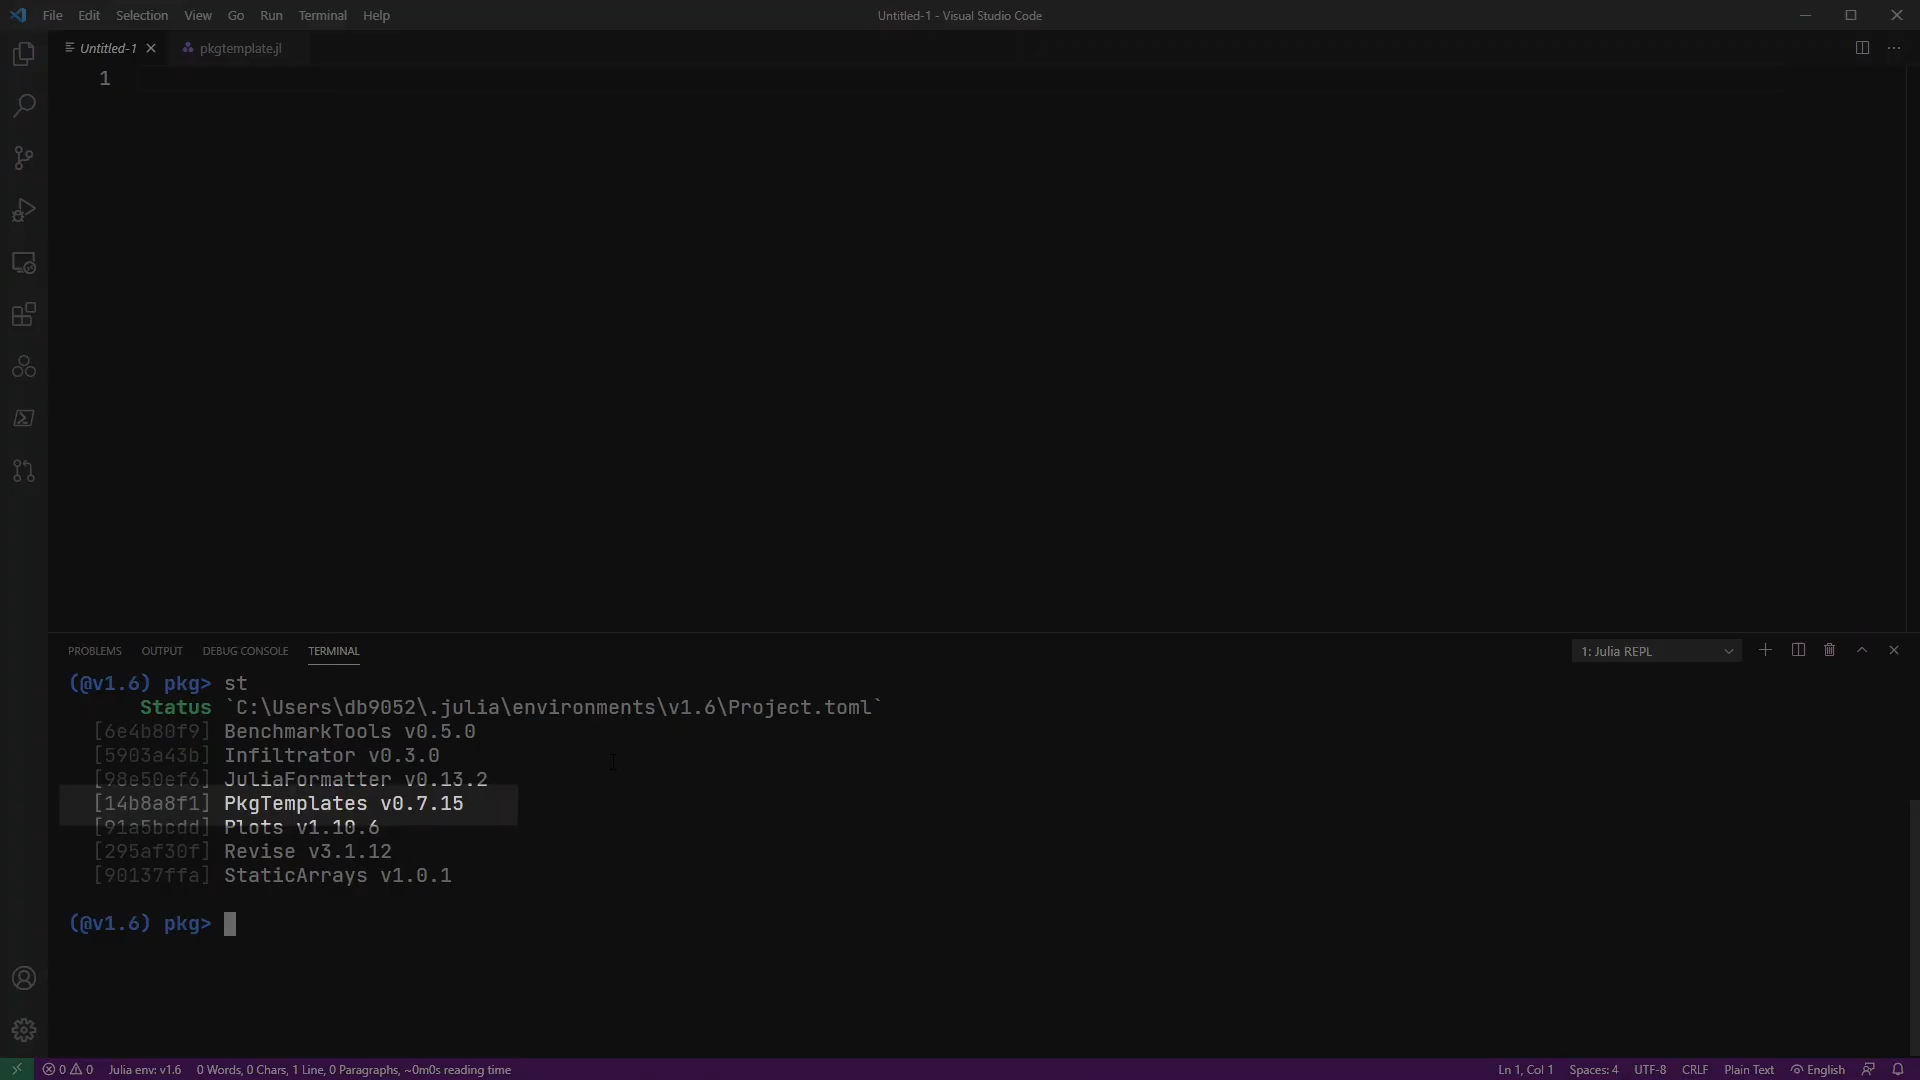 File Edit Selection View Go Run Terminal Help
Untitled-1 - Visual Studio Code
Untitled-1
pkgtemplate.jl
1
PROBLEMS OUTPUT DEBUG CONSOLE TERMINAL
1: Julia REPL
(@v1.6) pkg> st
Status `C:\Users\db9052\.julia\environments\v1.6\Project.toml`
[6e4b80f9] BenchmarkTools v0.5.0
[5903a43b] Infiltrator v0.3.0
[98e50ef6] JuliaFormatter v0.13.2
[14b8a8f1] PkgTemplates v0.7.15
[91a5bcdd] Plots v1.10.6
[295af30f] Revise v3.1.12
[90137ffa] StaticArrays v1.0.1
(@v1.6) pkg>
0 0 Julia env: v1.6 0 Words, 0 Chars, 1 Line, 0 Paragraphs, ~0m0s reading time
Ln 1, Col 1 Spaces: 4 UTF-8 CRLF Plain Text English